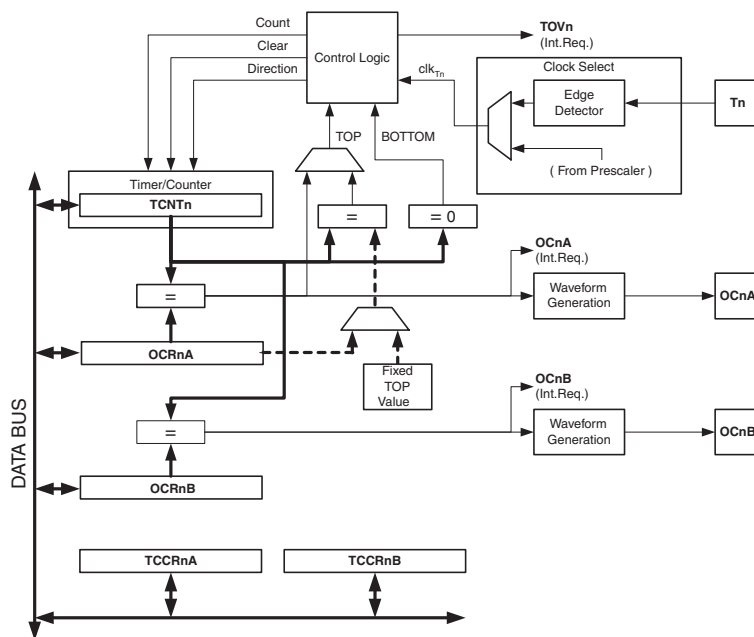 Count
Clear
Direction
Control Logic
TOVn
(Int.Req.)
clkTn
Clock Select
Edge
Detector
Tn
( From Prescaler )
TOP
BOTTOM
Timer/Counter
TCNTn
=
= 0
=
OCnA
(Int.Req.)
Waveform
Generation
OCnA
OCRnA
Fixed
TOP
Value
OCnB
(Int.Req.)
=
Waveform
Generation
OCnB
OCRnB
DATA BUS
TCCRnA
TCCRnB